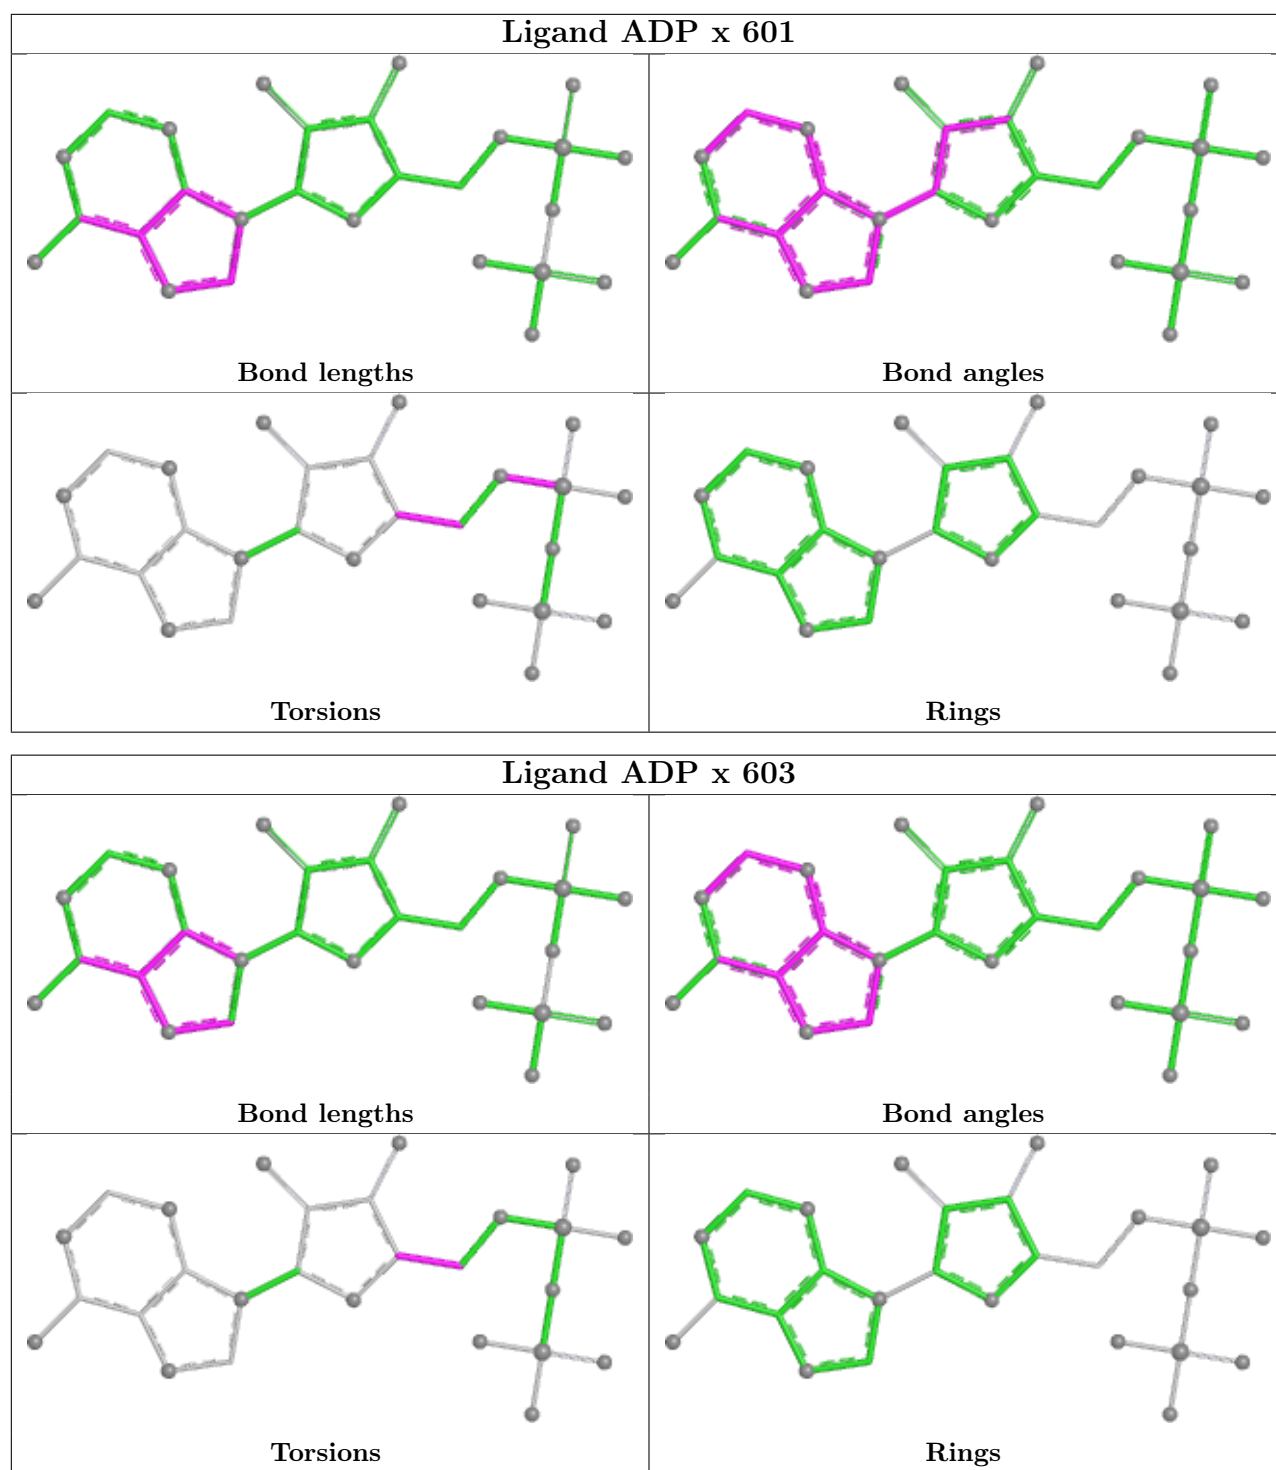 Ligand ADP x 601
Bond lengths
Bond angles
Torsions
Rings
Ligand ADP x 603
Bond lengths
Bond angles
Torsions
Rings